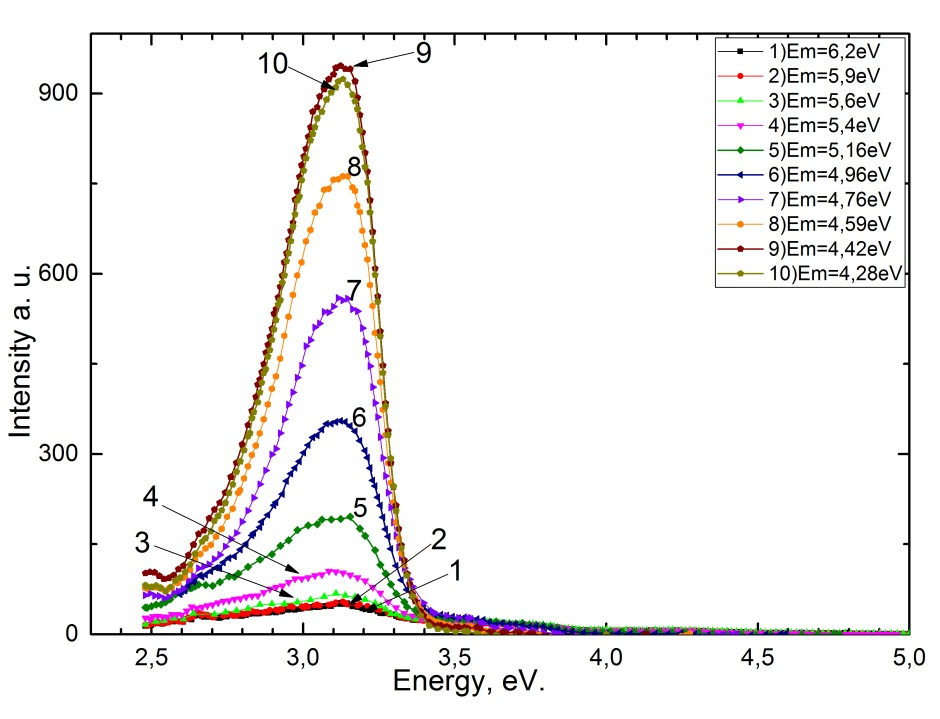 Intensity a. u.
900
600
300
0
2,5
3,0
3,5
4,0
4,5
5,0
Energy, eV.
10
9
8
7
6
5
4
3
2
1
1)Em=6,2eV
2)Em=5,9eV
3)Em=5,6eV
4)Em=5,4eV
5)Em=5,16eV
6)Em=4,96eV
7)Em=4,76eV
8)Em=4,59eV
9)Em=4,42eV
10)Em=4,28eV